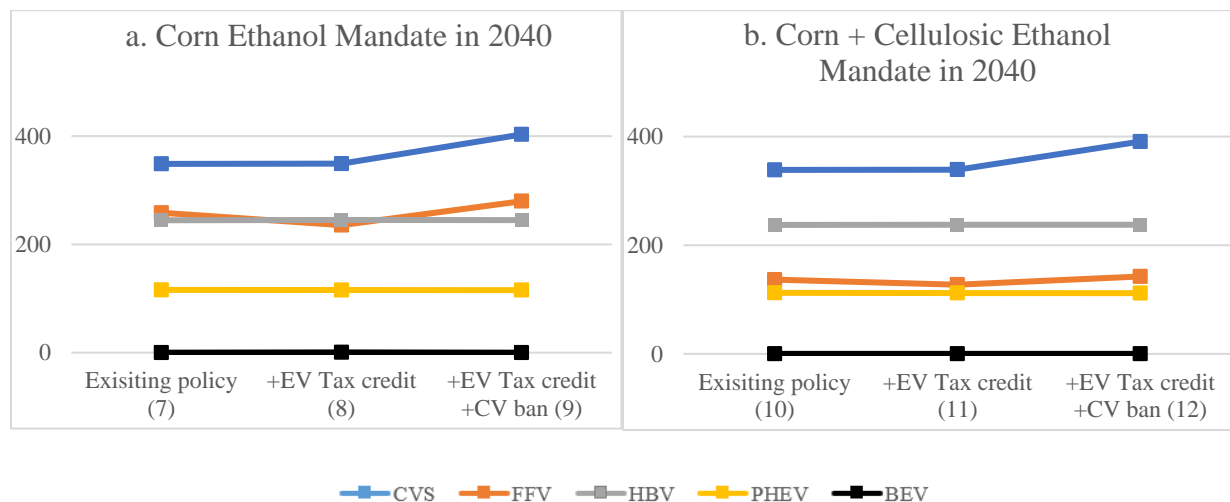 a. Corn Ethanol Mandate in 2040
400
200
0
Exisiting policy
(7)
+EV Tax credit
(8)
+EV Tax credit
+CV ban (9)
b. Corn + Cellulosic Ethanol
Mandate in 2040
400
200
0
Exisiting policy
(10)
+EV Tax credit
(11)
+EV Tax credit
+CV ban (12)
CVS FFV HBV PHEV BEV